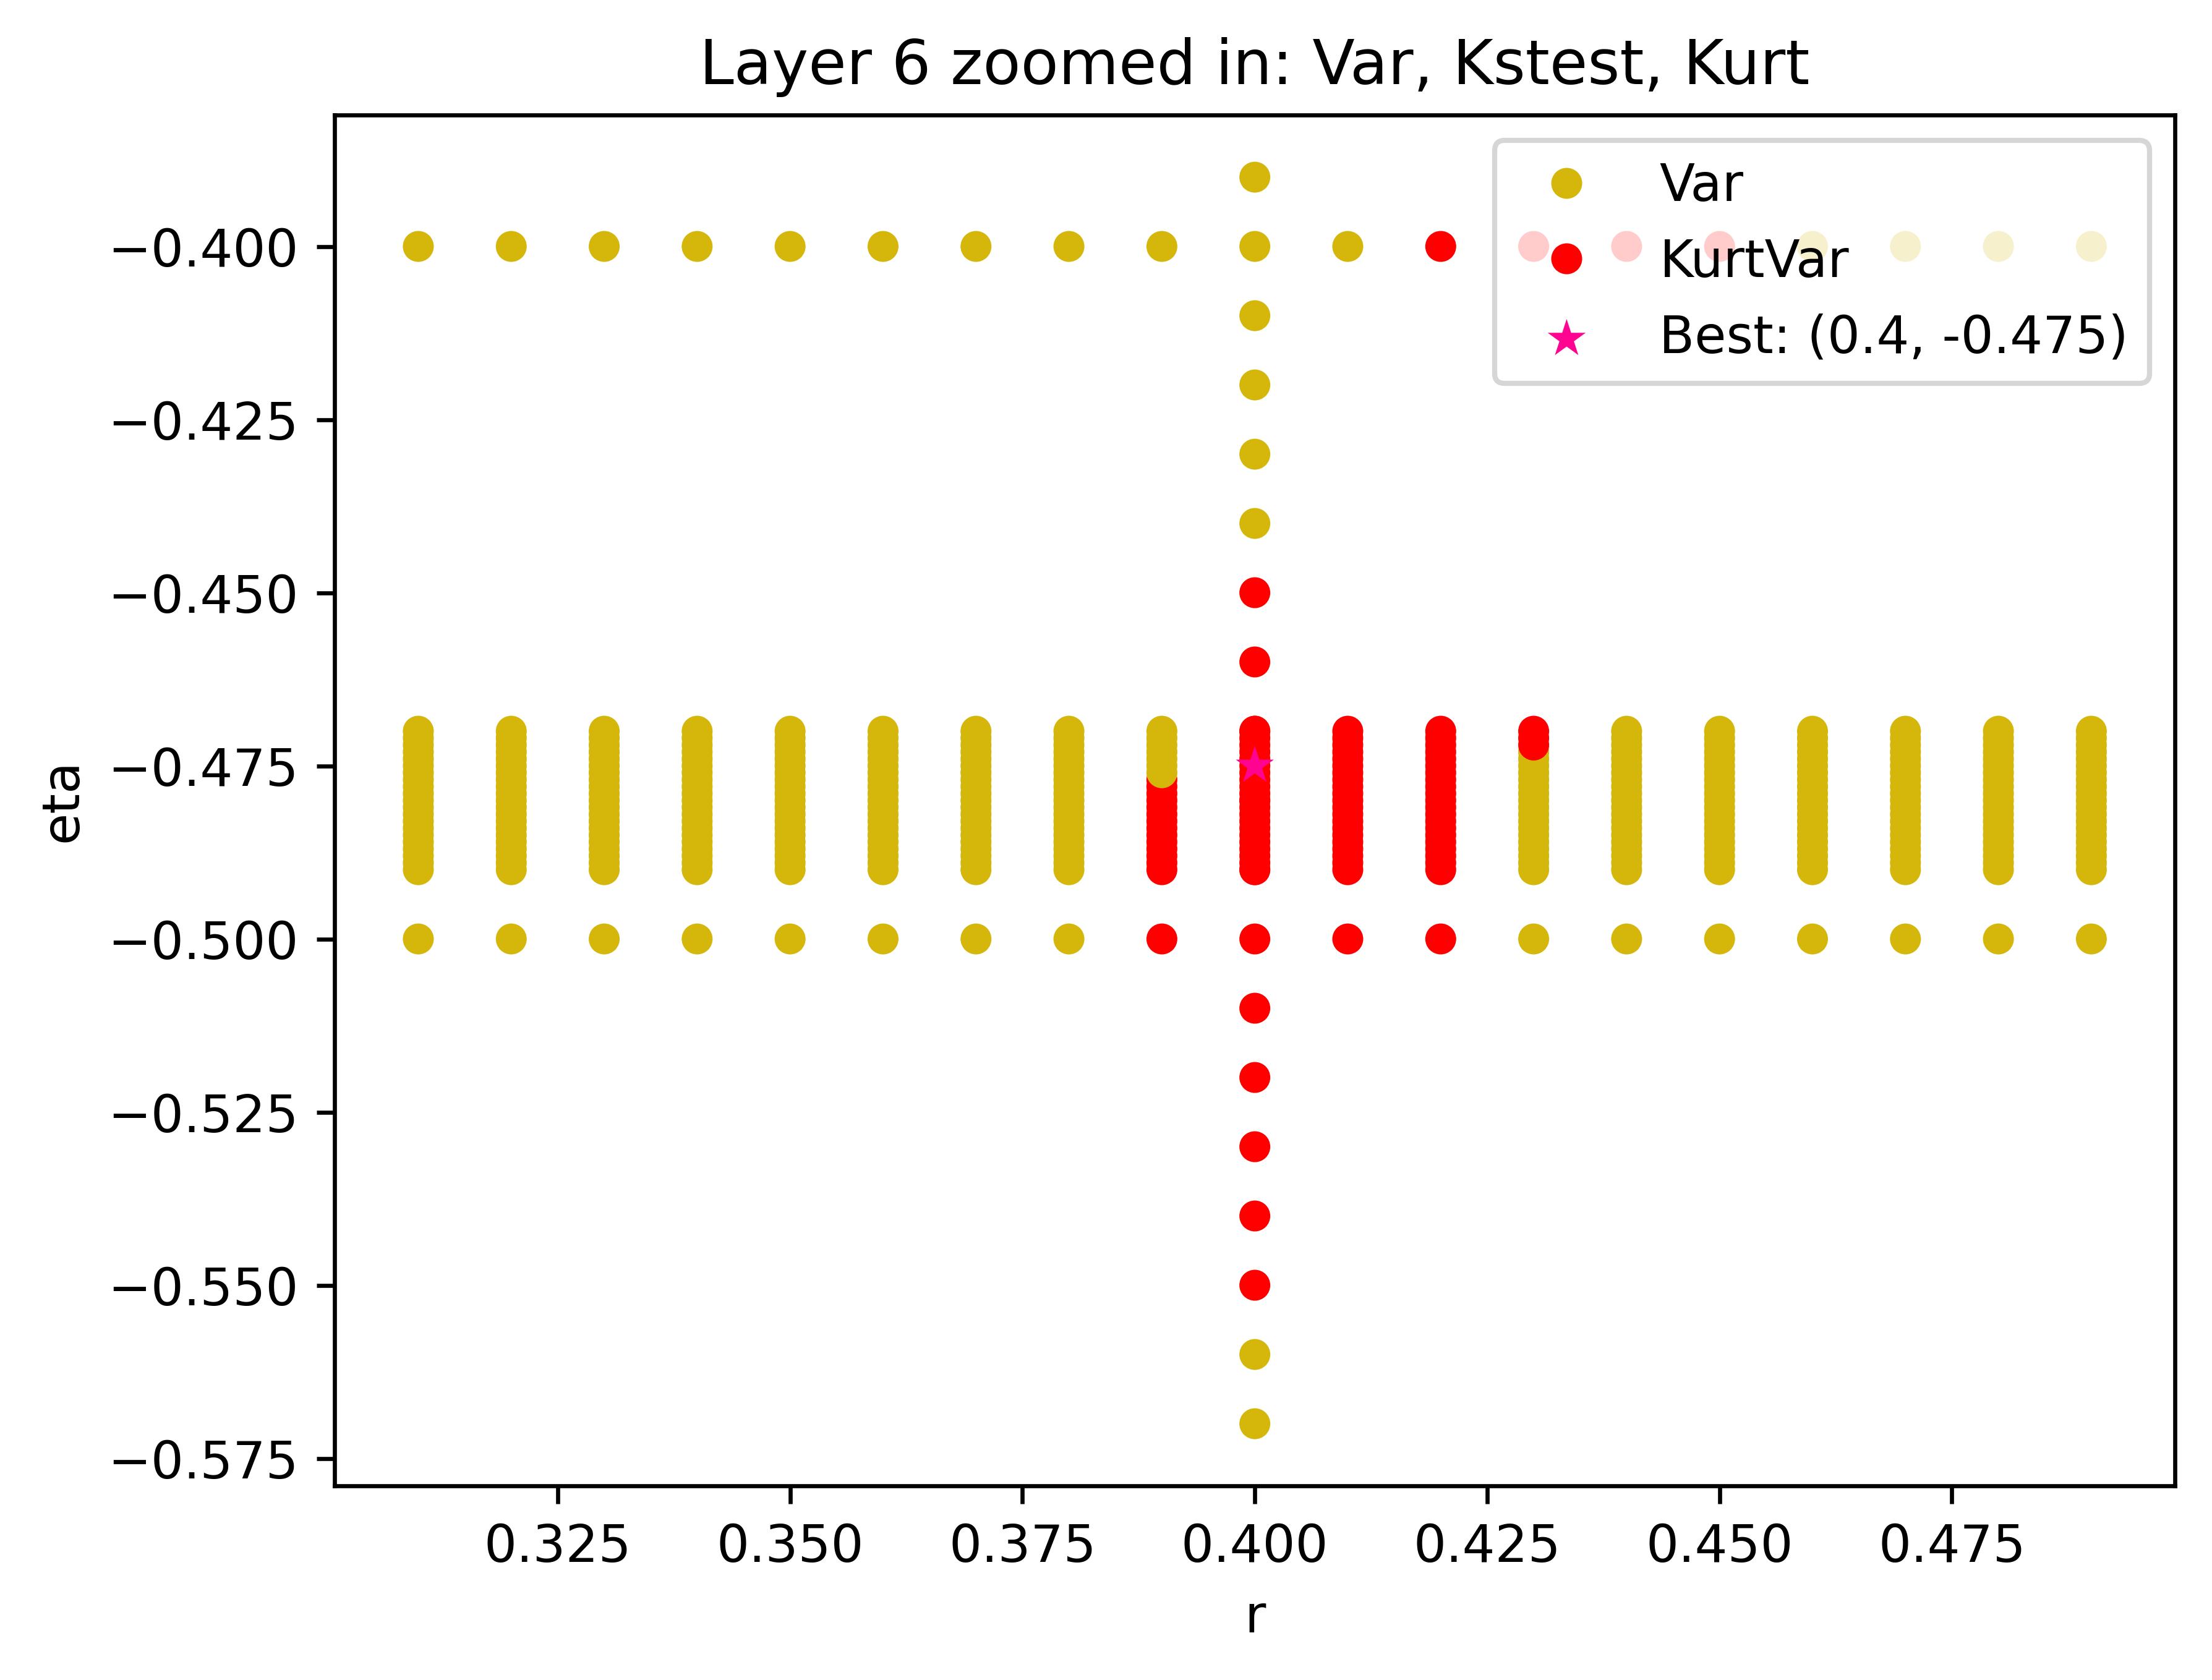 Layer 6 zoomed in: Var, Kstest, Kurt
Var
KurtVar
Best: (0.4, -0.475)
−0.400
−0.425
−0.450
−0.475
−0.500
−0.525
−0.550
−0.575
eta
0.325 0.350 0.375 0.400 0.425 0.450 0.475
r